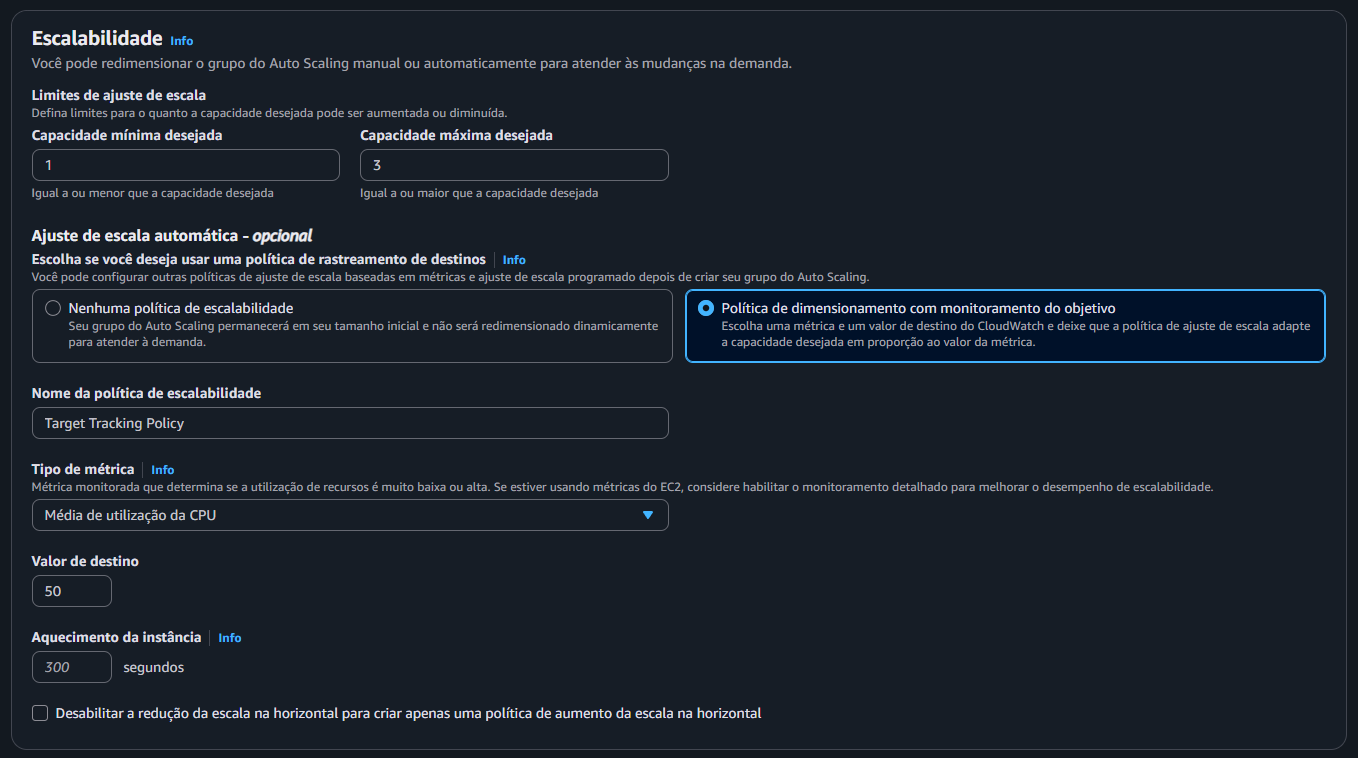 Escalabilidade Info
Você pode redimensionar o grupo do Auto Scaling manual ou automaticamente para atender às mudanças na demanda.
Limites de ajuste de escala
Defina limites para o quanto a capacidade desejada pode ser aumentada ou diminuída.
Capacidade mínima desejada
1
Igual a ou menor que a capacidade desejada
Capacidade máxima desejada
3
Igual a ou maior que a capacidade desejada
Ajuste de escala automática - opcional
Escolha se você deseja usar uma política de rastreamento de destinos Info
Você pode configurar outras políticas de ajuste de escala baseadas em métricas e ajuste de escala programado depois de criar seu grupo do Auto Scaling.
Nenhuma política de escalabilidade
Seu grupo do Auto Scaling permanecerá em seu tamanho inicial e não será redimensionado dinamicamente
para atender à demanda.
Política de dimensionamento com monitoramento do objetivo
Escolha uma métrica e um valor de destino do CloudWatch e deixe que a política de ajuste de escala adapte
a capacidade desejada em proporção ao valor da métrica.
Nome da política de escalabilidade
Target Tracking Policy
Tipo de métrica Info
Métrica monitorada que determina se a utilização de recursos é muito baixa ou alta. Se estiver usando métricas do EC2, considere habilitar o monitoramento detalhado para melhorar o desempenho de escalabilidade.
Média de utilização da CPU
Valor de destino
50
Aquecimento da instância Info
300 segundos
Desabilitar a redução da escala na horizontal para criar apenas uma política de aumento da escala na horizontal